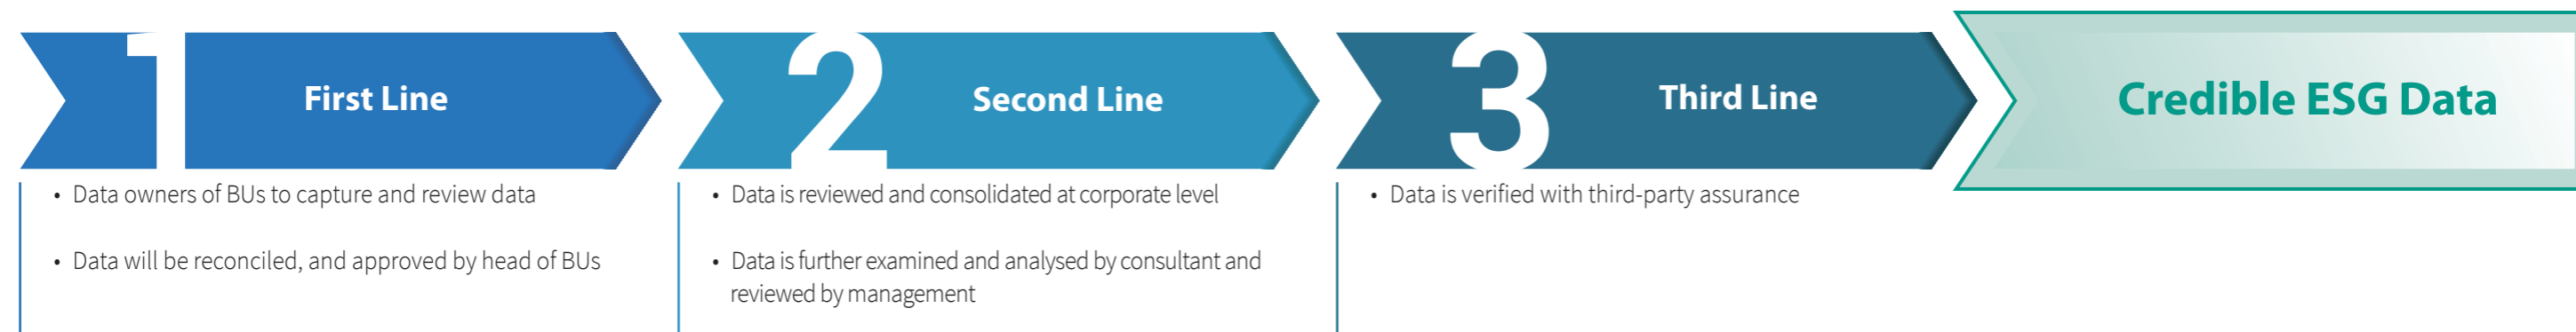 1
First Line
• Data owners of BUs to capture and review data
• Data will be reconciled, and approved by head of BUs
2
Second Line
• Data is reviewed and consolidated at corporate level
• Data is further examined and analysed by consultant and
reviewed by management
3
Third Line
• Data is verified with third-party assurance
Credible ESG Data